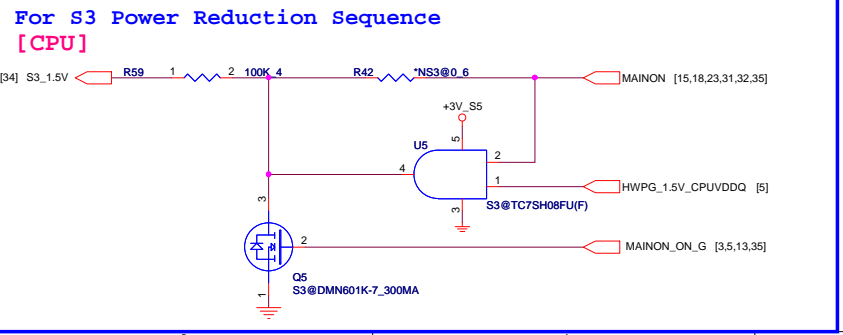 For S3 Power Reduction Sequence
[CPU]
[34] S3_1.5V R59 1 2 100K_4 R42 *NS3@0_6 MAINON [15,18,23,31,32,35]
+3V_S5
U5 5
4 2
1 HWPG_1.5V_CPUVDDQ [5]
3 3 S3@TC7SH08FU(F)
2 MAINON_ON_G [3,5,13,35]
Q5
1 S3@DMN601K-7_300MA